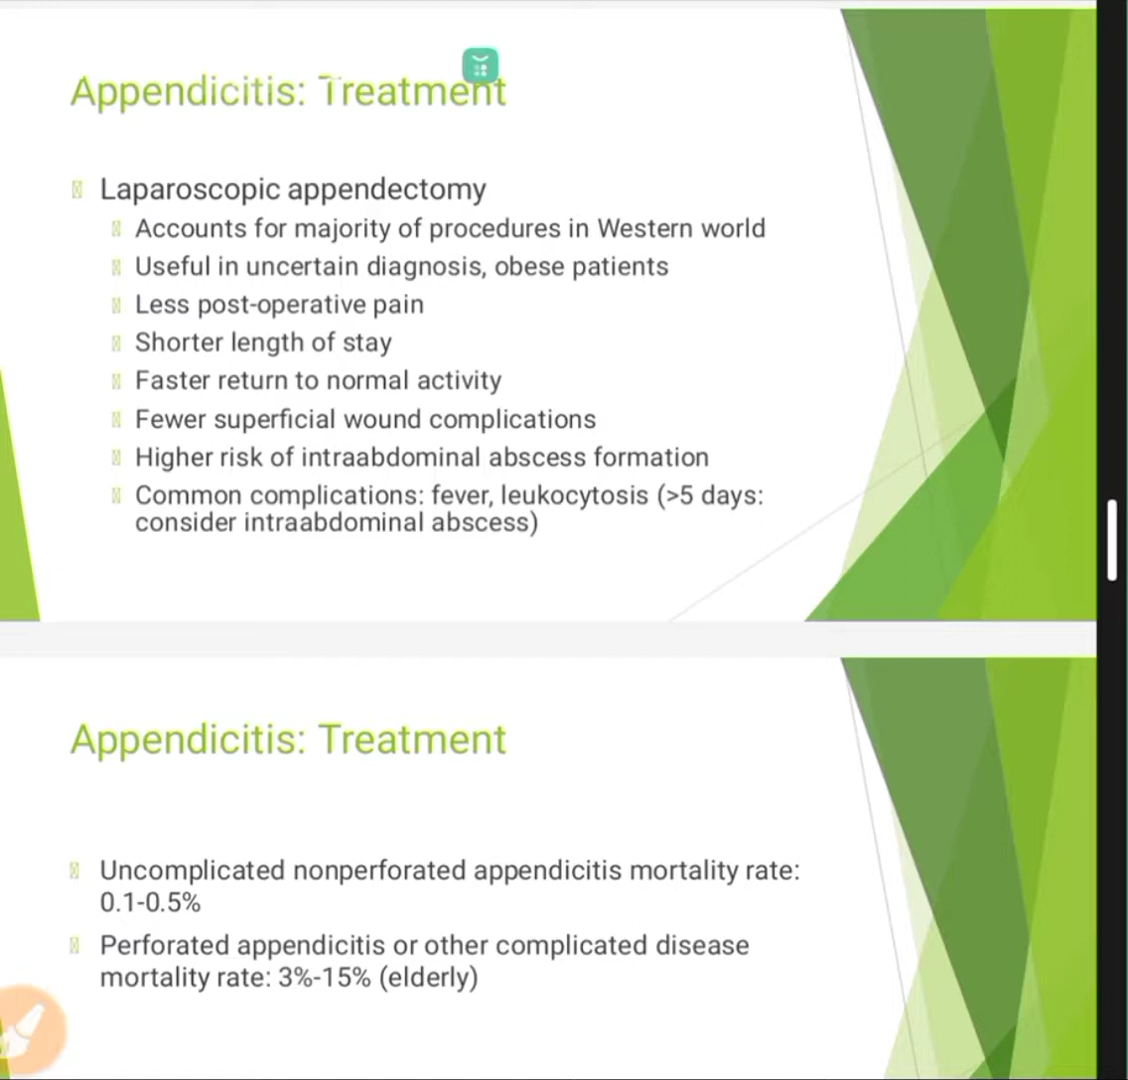 Appendicitis: Treatment
Laparoscopic appendectomy
Accounts for majority of procedures in Western world
Useful in uncertain diagnosis, obese patients
Less post-operative pain
Shorter length of stay
Faster return to normal activity
Fewer superficial wound complications
Higher risk of intraabdominal abscess formation
Common complications: fever, leukocytosis (>5 days:
consider intraabdominal abscess)
Appendicitis: Treatment
Uncomplicated nonperforated appendicitis mortality rate:
0.1-0.5%
Perforated appendicitis or other complicated disease
mortality rate: 3%-15% (elderly)